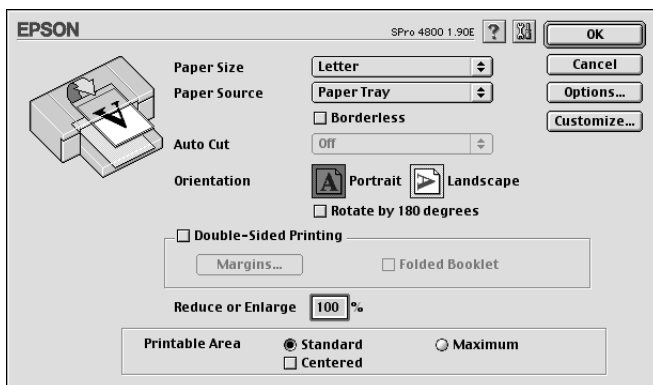 EPSON
SPro 4800 1.90E ?
OK
Paper Size Letter
Cancel
Paper Source Paper Tray
Options...
Borderless
Customize...
Auto Cut Off
Orientation A Portrait A Landscape
Rotate by 180 degrees
Double-Sided Printing
Margins... Folded Booklet
Reduce or Enlarge 100 %
Printable Area Standard Maximum
Centered
A